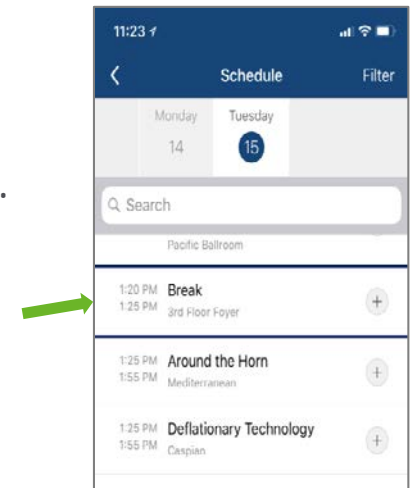 11:23
Schedule
Filter
Monday
Tuesday
14
15
Search
Pacific Ballroom
1:20 PM Break
1:25 PM 3rd Floor Foyer
1:25 PM Around the Horn
1:55 PM Mediterranean
1:25 PM Deflationary Technology
1:55 PM Caspian